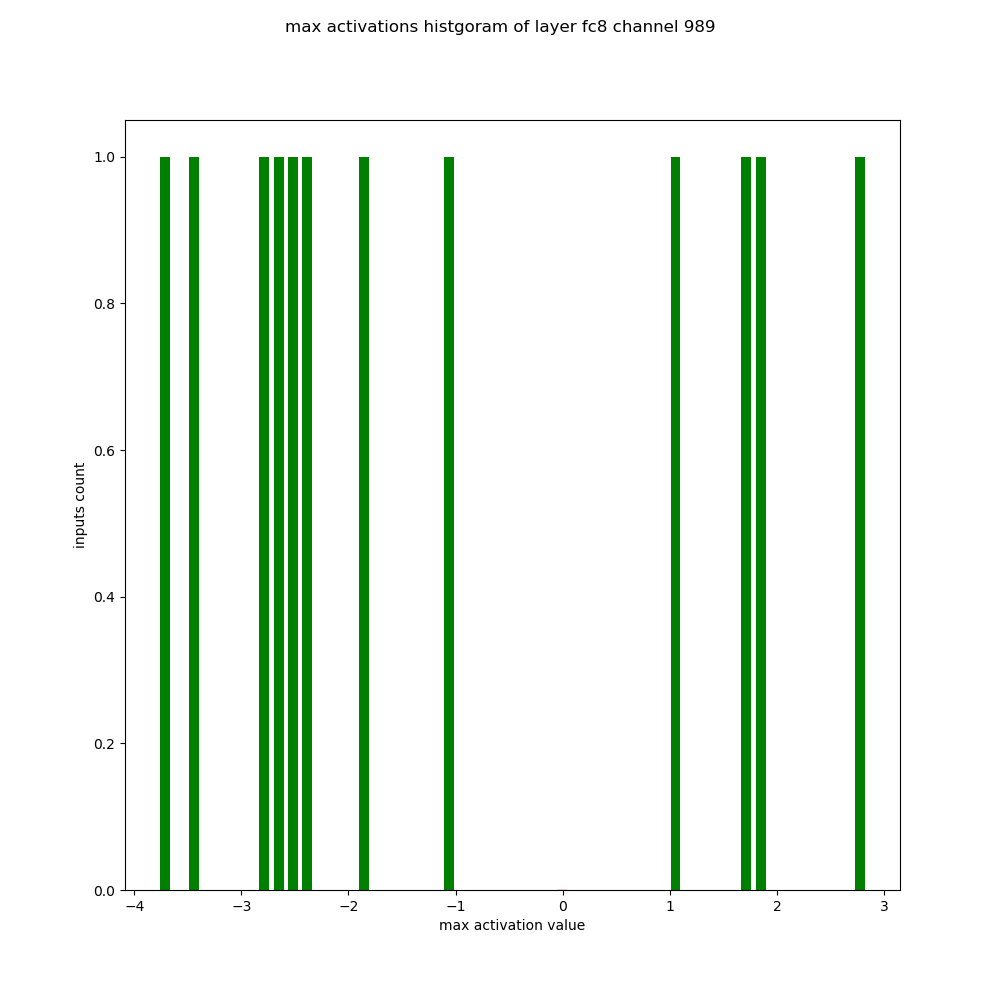 max activations histgoram of layer fc8 channel 989
1.0
0.8
0.6
0.4
0.2
0.0
inputs count
−4 −3 −2 −1 0 1 2 3
max activation value